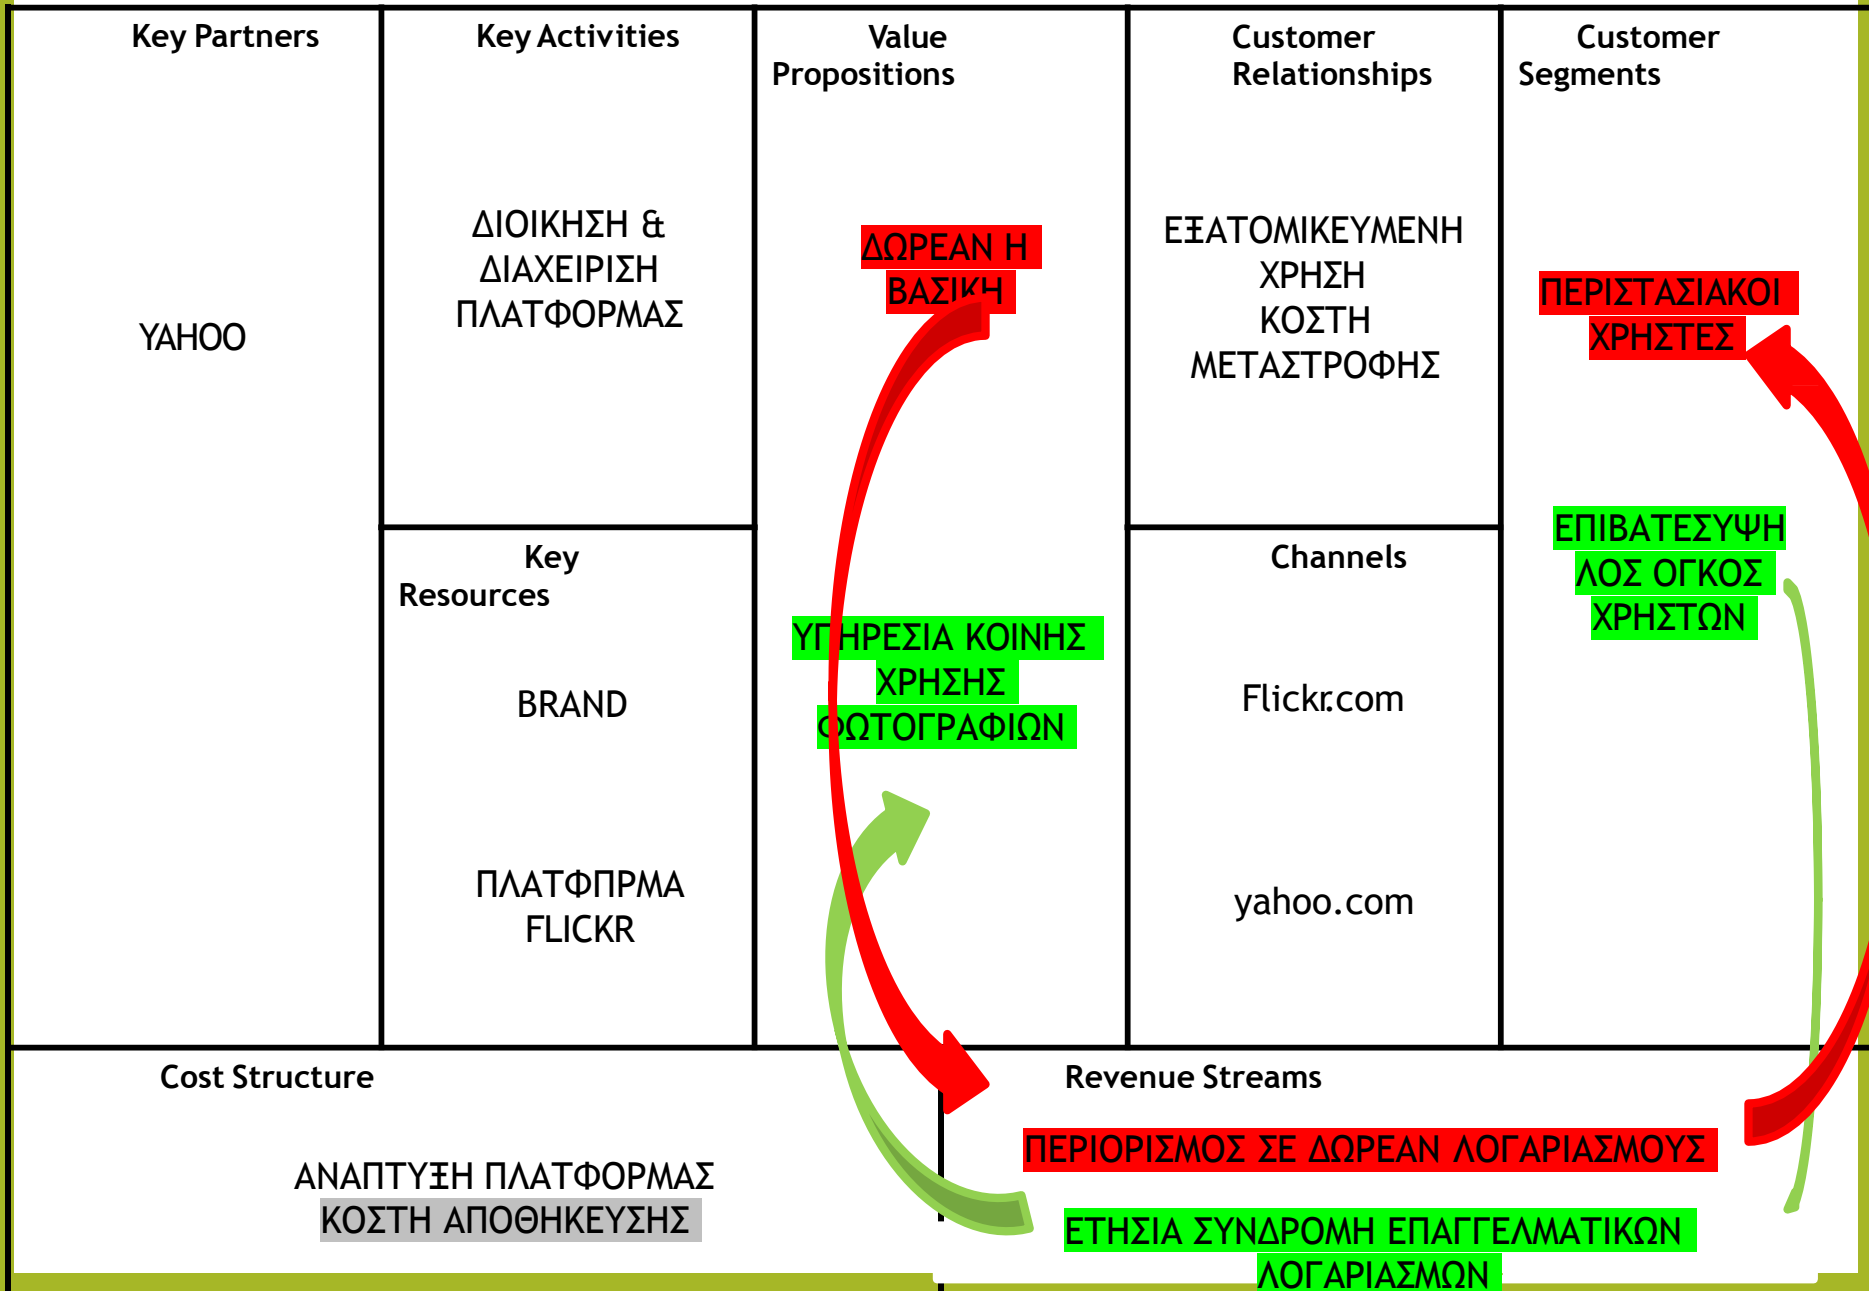 Key Partners
YAHOO
Key Activities
ΔΙΟΙΚΗΣΗ &
ΔΙΑΧΕΙΡΙΣΗ
ΠΛΑΤΦΟΡΜΑΣ
Key
Resources
BRAND
ΠΛΑΤΦΠΡΜΑ
FLICKR
Value
Propositions
ΔΩΡΕΑΝ Η
ΒΑΣΙΚΗ
ΥΠΗΡΕΣΙΑ ΚΟΙΝΗΣ
ΧΡΗΣΗΣ
ΦΩΤΟΓΡΑΦΙΩΝ
Customer
Relationships
ΕΞΑΤΟΜΙΚΕΥΜΕΝΗ
ΧΡΗΣΗ
ΚΟΣΤΗ
ΜΕΤΑΣΤΡΟΦΗΣ
Channels
Flickr.com
yahoo.com
Customer
Segments
ΠΕΡΙΣΤΑΣΙΑΚΟΙ
ΧΡΗΣΤΕΣ
ΕΠΙΒΑΤΕΣΥΨΗ
ΛΟΣ ΟΓΚΟΣ
ΧΡΗΣΤΩΝ
Cost Structure
ΑΝΑΠΤΥΞΗ ΠΛΑΤΦΟΡΜΑΣ
ΚΟΣΤΗ ΑΠΟΘΗΚΕΥΣΗΣ
Revenue Streams
ΠΕΡΙΟΡΙΣΜΟΣ ΣΕ ΔΩΡΕΑΝ ΛΟΓΑΡΙΑΣΜΟΥΣ
ΕΤΗΣΙΑ ΣΥΝΔΡΟΜΗ ΕΠΑΓΓΕΛΜΑΤΙΚΩΝ
ΛΟΓΑΡΙΑΣΜΩΝ